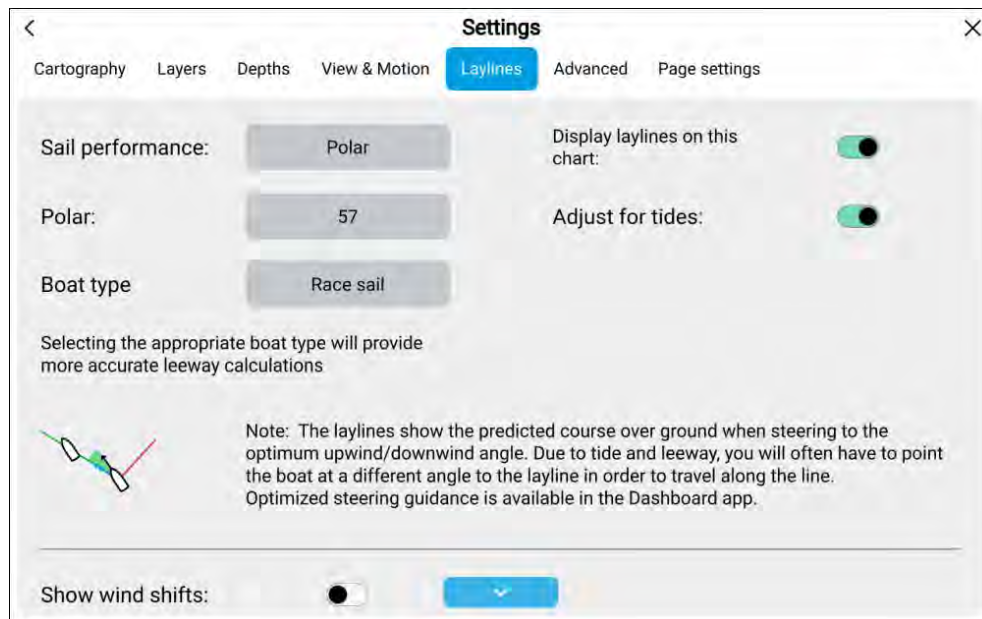 Settings
Cartography Layers Depths View & Motion Laylines Advanced Page settings
Sail performance: Polar
Display laylines on this
chart:
Polar: 57
Adjust for tides:
Boat type Race sail
Selecting the appropriate boat type will provide
more accurate leeway calculations
Note: The laylines show the predicted course over ground when steering to the
optimum upwind/downwind angle. Due to tide and leeway, you will often have to point
the boat at a different angle to the layline in order to travel along the line.
Optimized steering guidance is available in the Dashboard app.
Show wind shifts: